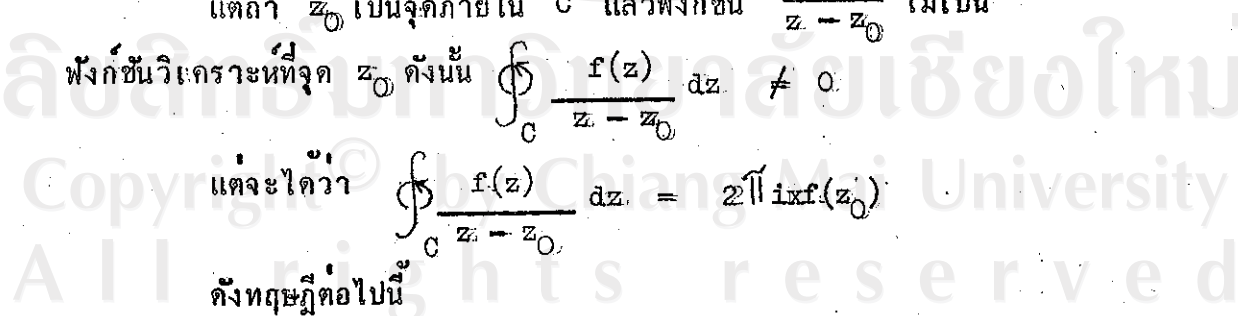 แต่ถ้า z₀ เป็นจุดภายใน C แล้วฟังก์ชัน ――― / z - z₀ ไม่เป็น
ฟังก์ชันวิเคราะห์ที่จุด z₀ ดังนั้น ∮_C f(z) / (z - z₀) dz ≠ 0
แต่จะได้ว่า ∮_C f(z) / (z - z₀) dz = 2πixf(z₀)
ดังทฤษฎีต่อไปนี้
ลิขสิทธิ์มหาวิทยาลัยเชียงใหม่
Copyright © by Chiang Mai University
All rights reserved